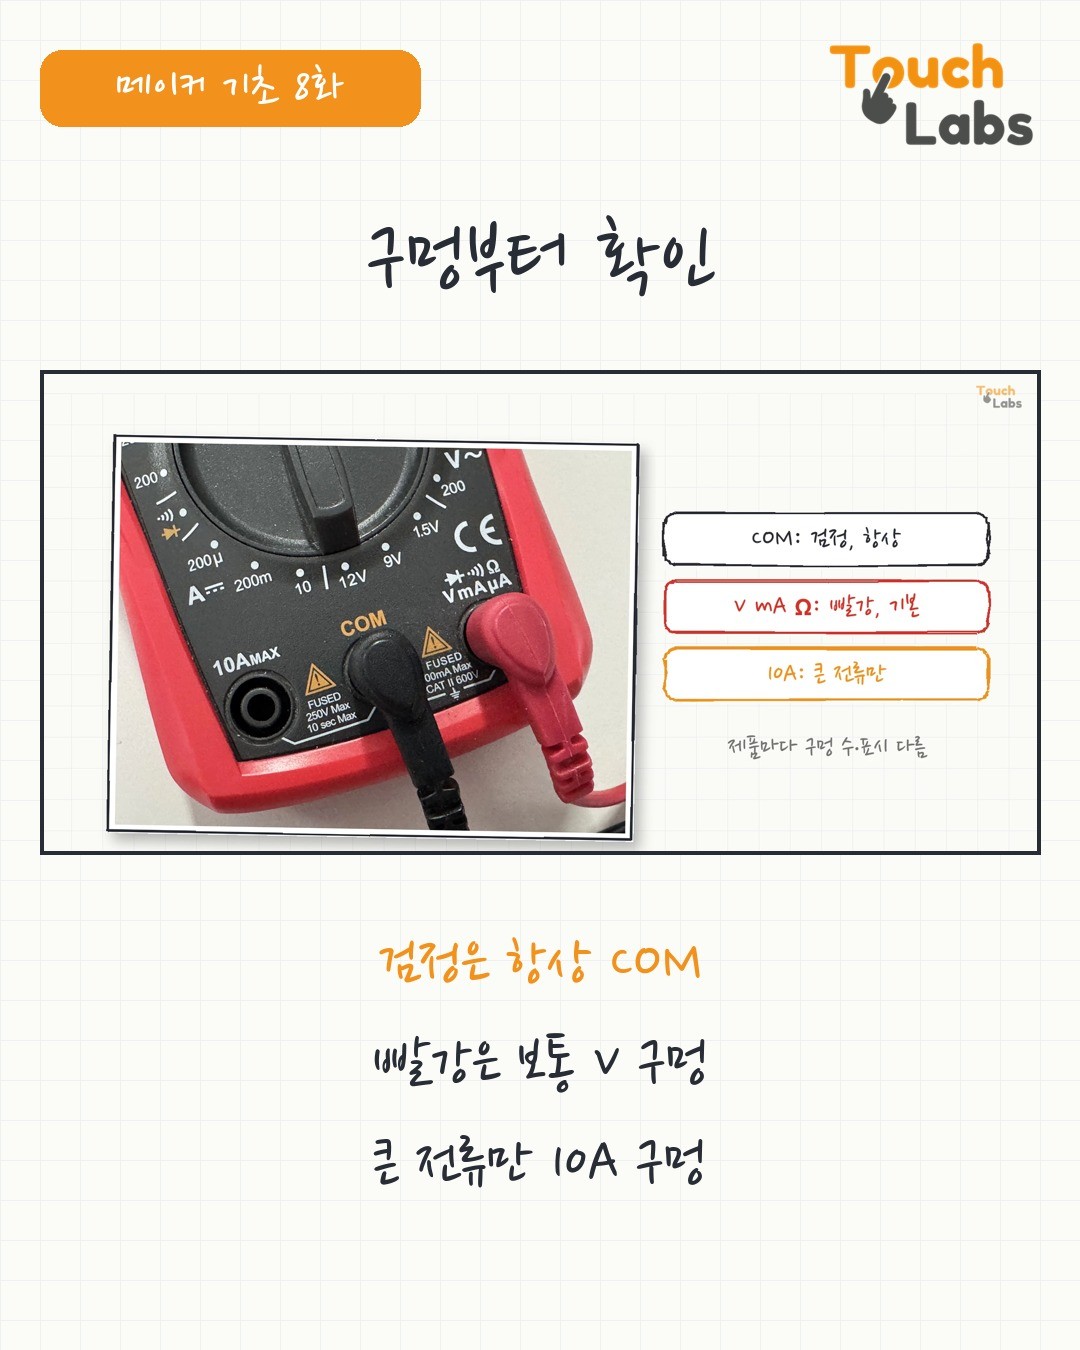 메이커 기초 8화
Touch
Labs
구멍부터 확인
Touch
Labs
200
V~
200
1.5V
9V
12V
10
200m
A
200µ
CE
Ω
V mA µA
COM
10A MAX
FUSED
250V Max
10 sec Max
FUSED
00mA Max
CAT II 600V
COM: 검정, 항상
V mA Ω: 빨강, 기본
10A: 큰 전류만
제품마다 구멍 수·표시 다름
검정은 항상 COM
빨강은 보통 V 구멍
큰 전류만 10A 구멍